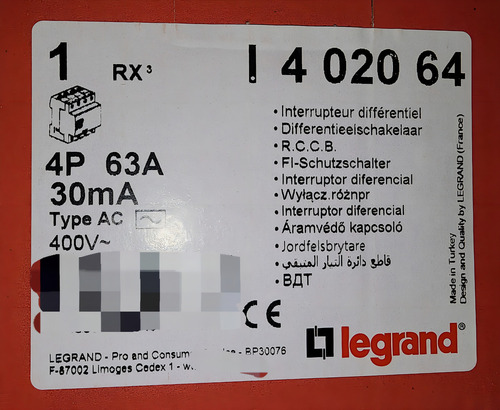 1 RX³ 4 020 64
4P 63A
30mA
Type AC
400V~
• Interrupteur différentiel
• Differentieelschakelaar
• R.C.C.B.
• FI-Schutzschalter
• Interruptor diferencial
• Wyłącz.różnpr
• Interruptor diferencial
• Áramvédő kapcsoló
• Jordfelsbrytare
• قاطع دائرة التيار المتبقي
• ВДТ
Made in Turkey
Design and Quality by LEGRAND (France)
CE
LEGRAND - Pro and Consum - BP30076
F-87002 Limoges Cedex 1 - w
legrand®